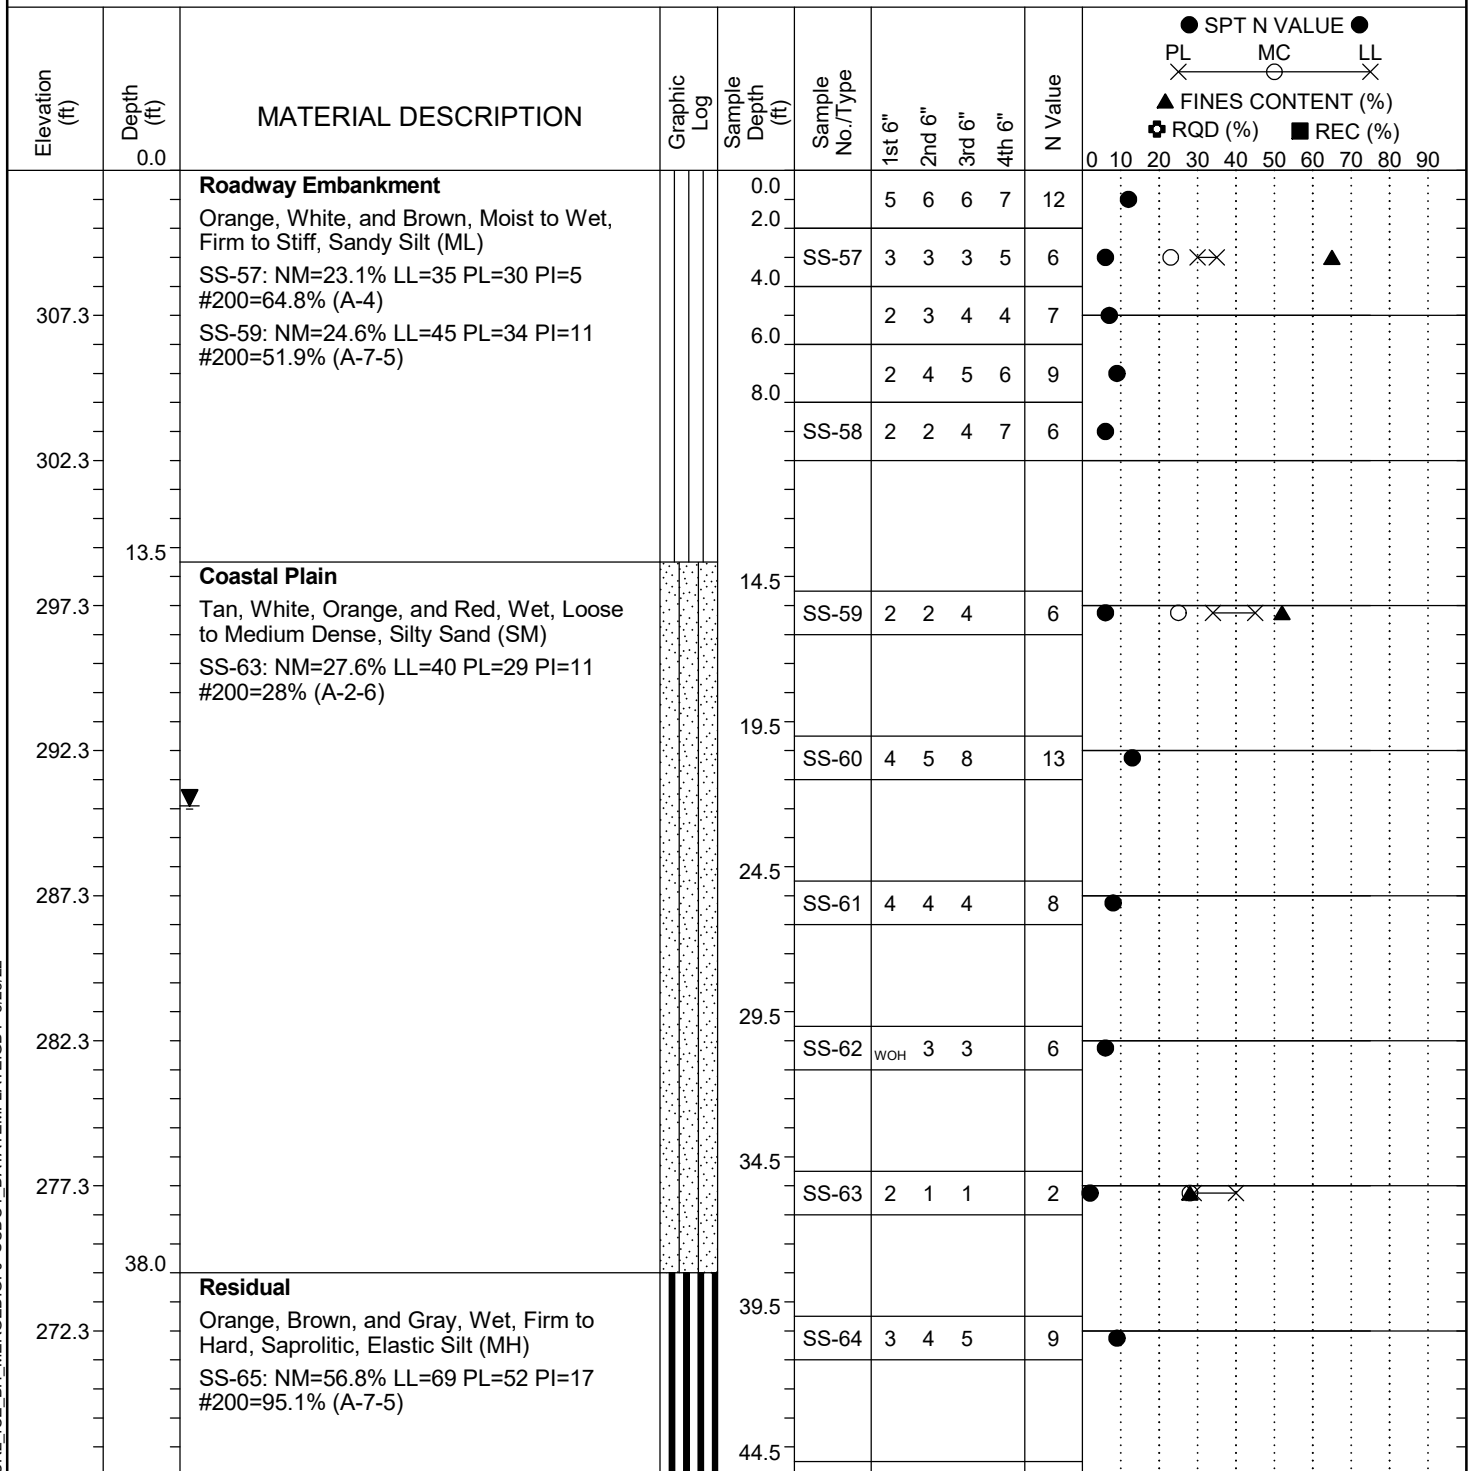 ● SPT N VALUE ●
PL MC LL
▲ FINES CONTENT (%)
RQD (%) ■ REC (%)
0 10 20 30 40 50 60 70 80 90
Elevation (ft)
Depth (ft)
0.0
MATERIAL DESCRIPTION
Graphic Log
Sample Depth (ft)
Sample No./Type
1st 6"
2nd 6"
3rd 6"
4th 6"
N Value
Roadway Embankment
Orange, White, and Brown, Moist to Wet,
Firm to Stiff, Sandy Silt (ML)
SS-57: NM=23.1% LL=35 PL=30 PI=5
#200=64.8% (A-4)
SS-59: NM=24.6% LL=45 PL=34 PI=11
#200=51.9% (A-7-5)
0.0
5 6 6 7 12
2.0
SS-57 3 3 3 5 6
4.0
307.3
2 3 4 4 7
6.0
2 4 5 6 9
8.0
SS-58 2 2 4 7 6
302.3
13.5
Coastal Plain
Tan, White, Orange, and Red, Wet, Loose
to Medium Dense, Silty Sand (SM)
SS-63: NM=27.6% LL=40 PL=29 PI=11
#200=28% (A-2-6)
14.5
297.3
SS-59 2 2 4 6
19.5
292.3
SS-60 4 5 8 13
24.5
287.3
SS-61 4 4 4 8
29.5
282.3
SS-62 WOH 3 3 6
34.5
277.3
SS-63 2 1 1 2
38.0
Residual
Orange, Brown, and Gray, Wet, Firm to
Hard, Saprolitic, Elastic Silt (MH)
SS-65: NM=56.8% LL=69 PL=52 PI=17
#200=95.1% (A-7-5)
39.5
272.3
SS-64 3 4 5 9
44.5